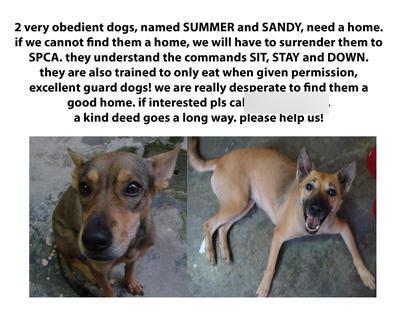 2 very obedient dogs, named SUMMER and SANDY, need a home.
if we cannot find them a home, we will have to surrender them to
SPCA. they understand the commands SIT, STAY and DOWN.
they are also trained to only eat when given permission,
excellent guard dogs! we are really desperate to find them a
good home. if interested pls call
a kind deed goes a long way. please help us!